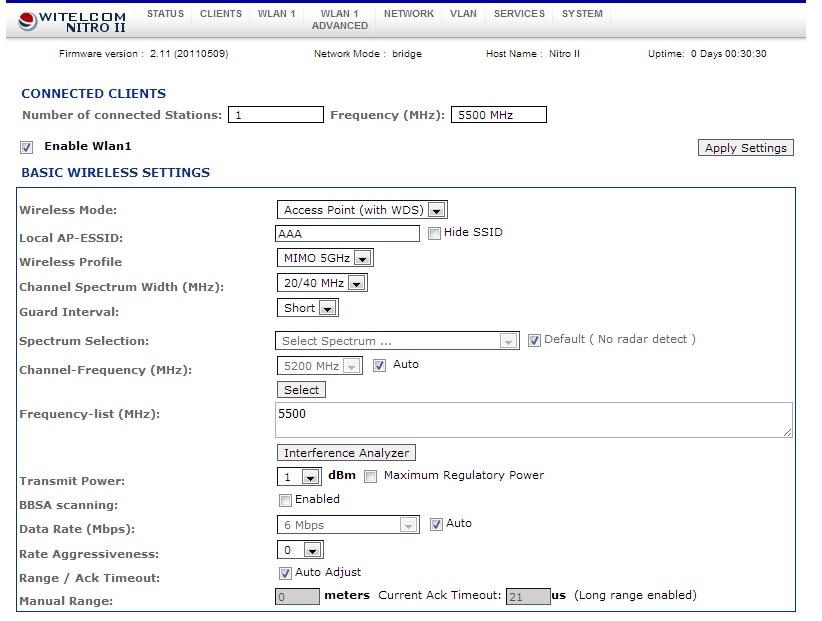 WITELCOM
NITRO II
STATUS CLIENTS WLAN 1 WLAN 1 ADVANCED NETWORK VLAN SERVICES SYSTEM
Firmware version : 2.11 (20110509) Network Mode : bridge Host Name : Nitro II Uptime: 0 Days 00:30:30
CONNECTED CLIENTS
Number of connected Stations: 1 Frequency (MHz): 5500 MHz
Enable Wlan1 Apply Settings
BASIC WIRELESS SETTINGS
Wireless Mode: Access Point (with WDS)
Local AP-ESSID: AAA Hide SSID
Wireless Profile MIMO 5GHz
Channel Spectrum Width (MHz): 20/40 MHz
Guard Interval: Short
Spectrum Selection: Select Spectrum ... Default ( No radar detect )
Channel-Frequency (MHz): 5200 MHz Auto
Select
Frequency-list (MHz): 5500
Interference Analyzer
Transmit Power: 1 dBm Maximum Regulatory Power
BBSA scanning: Enabled
Data Rate (Mbps): 6 Mbps Auto
Rate Aggressiveness: 0
Range / Ack Timeout: Auto Adjust
Manual Range: 0 meters Current Ack Timeout: 21 us (Long range enabled)